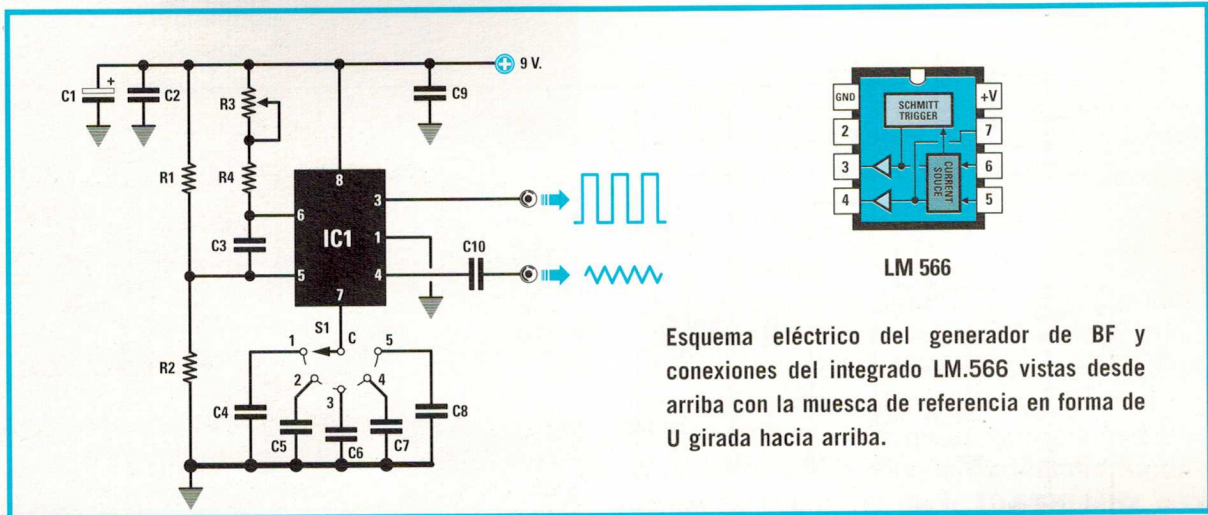 9 V.
C1
+
C2
R3
C9
R1
R4
8
6
3
IC1
1
C3
5
4
C10
7
S1
1
C
5
2
4
3
R2
C4
C5
C6
C7
C8
GND
+V
SCHMITT
TRIGGER
2
7
3
6
CURRENT
SOUCE
4
5
LM 566
Esquema eléctrico del generador de BF y
conexiones del integrado LM.566 vistas desde
arriba con la muesca de referencia en forma de
U girada hacia arriba.